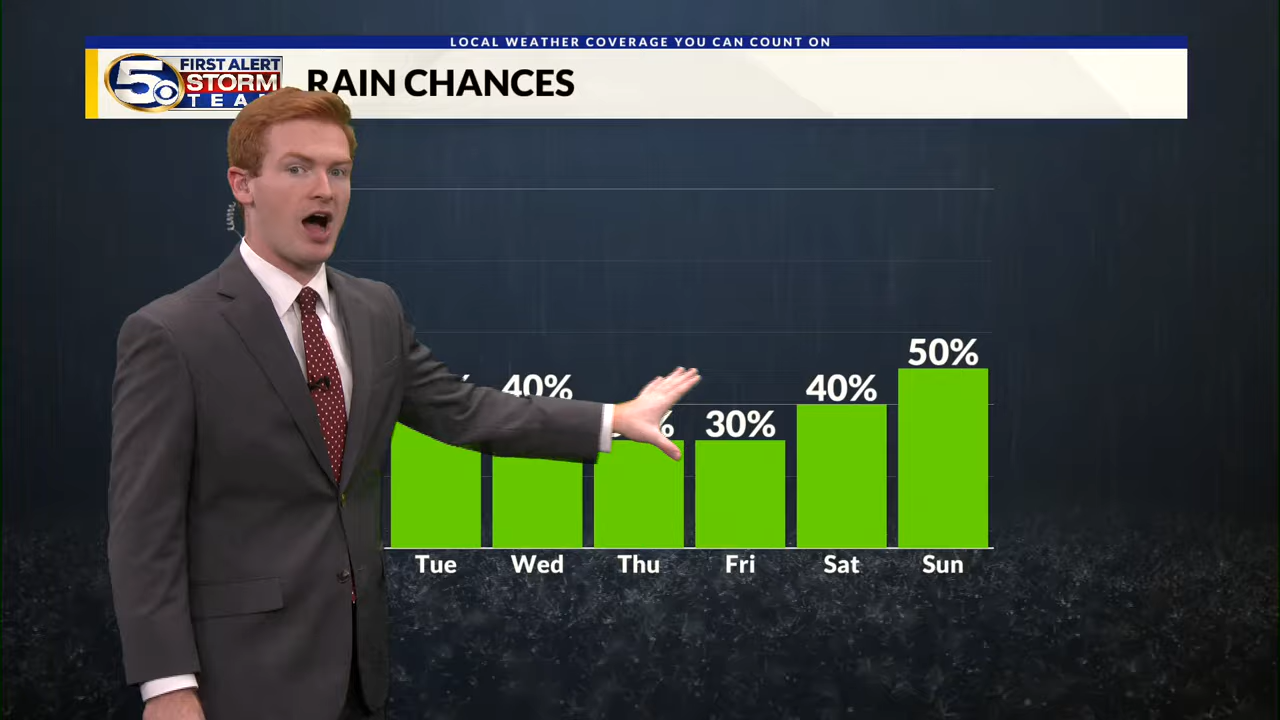 LOCAL WEATHER COVERAGE YOU CAN COUNT ON
5 FIRST ALERT
STORM
RAIN CHANCES
50%
40% 40%
30%
Tue Wed Thu Fri Sat Sun